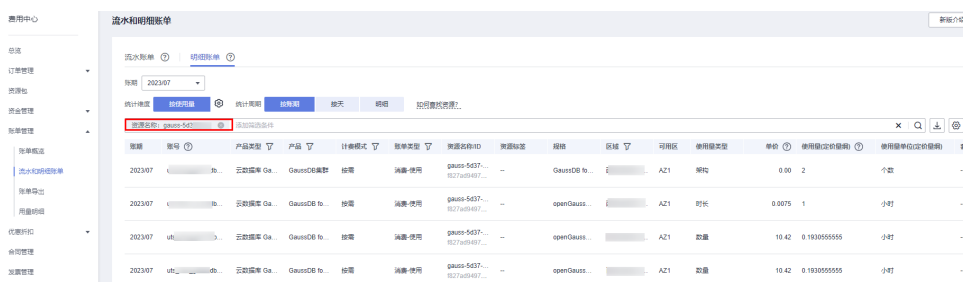 费用中心
流水和明细账单
新版介绍
总览
订单管理
资源包
资金管理
账单管理
账单概览
流水和明细账单
账单导出
用量明细
优惠折扣
合同管理
发票管理
流水账单 明细账单
账期 2023/07
统计维度 按使用量 统计周期 按账期 按天 明细 如何查找资源?
资源名称: gauss-5d3 添加筛选条件
账期 账号 产品类型 产品 计费模式 账单类型 资源名称/ID 资源标签 规格 区域 可用区 使用量类型 单价 使用量(定价量纲) 使用量单位(定价量纲)
2023/07 b... 云数据库 Ga... GaussDB集群 按需 消费-使用 gauss-5d37-... -- GaussDB fo... AZ1 架构 0.00 2 个数
f827ad9497...
2023/07 b... 云数据库 Ga... GaussDB fo... 按需 消费-使用 gauss-5d37-... -- openGauss... AZ1 时长 0.0075 1 小时
f827ad9497...
2023/07 ut ... 云数据库 Ga... GaussDB fo... 按需 消费-使用 gauss-5d37-... -- openGauss... AZ1 数量 10.42 0.1930555555 小时
f827ad9497...
2023/07 uts_ db... 云数据库 Ga... GaussDB fo... 按需 消费-使用 gauss-5d37-... -- openGauss... AZ1 数量 10.42 0.1930555555 小时
f827ad9497...